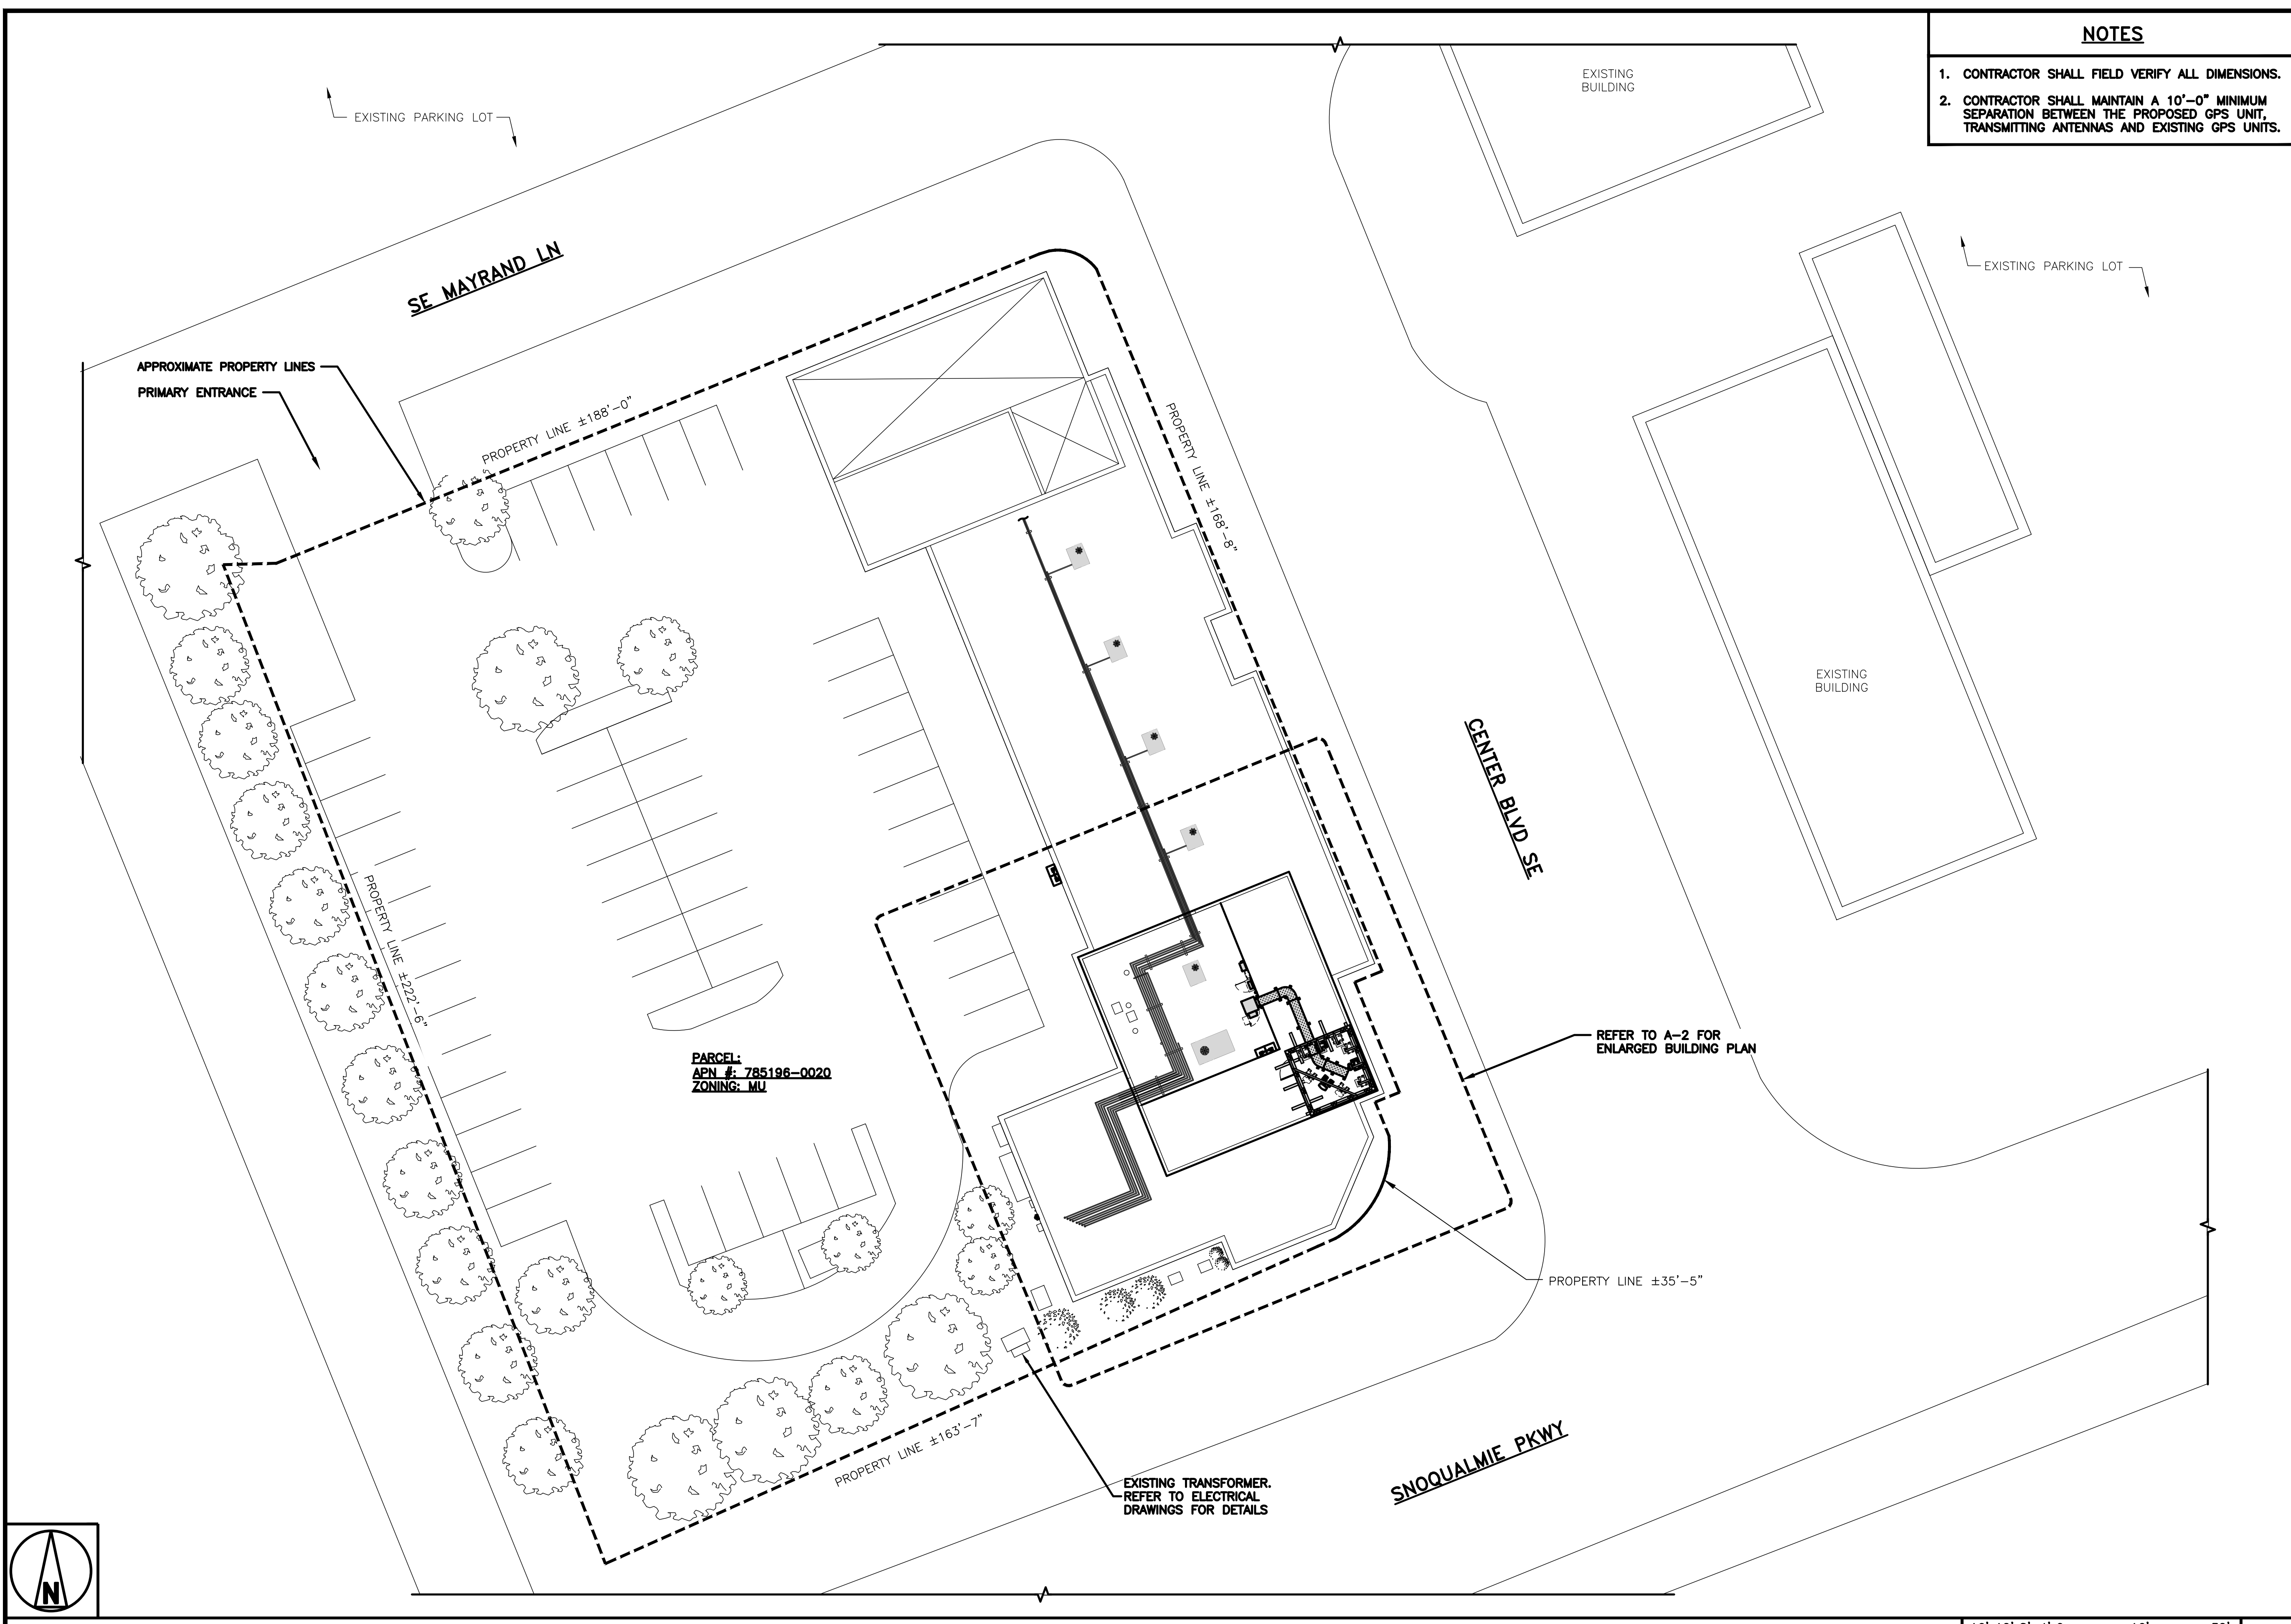 NOTES
1. CONTRACTOR SHALL FIELD VERIFY ALL DIMENSIONS.
2. CONTRACTOR SHALL MAINTAIN A 10'-0" MINIMUM
SEPARATION BETWEEN THE PROPOSED GPS UNIT,
TRANSMITTING ANTENNAS AND EXISTING GPS UNITS.
EXISTING
BUILDING
EXISTING PARKING LOT
EXISTING PARKING LOT
SE MAYRAND LN
APPROXIMATE PROPERTY LINES
PRIMARY ENTRANCE
PROPERTY LINE ±188'-0"
PROPERTY LINE ±168'-8"
EXISTING
BUILDING
CENTER BLVD SE
PROPERTY LINE ±222'-6"
REFER TO A-2 FOR
ENLARGED BUILDING PLAN
PARCEL:
APN #: 785196-0020
ZONING: MU
PROPERTY LINE ±35'-5"
PROPERTY LINE ±163'-7"
SNOQUALMIE PKWY
EXISTING TRANSFORMER.
REFER TO ELECTRICAL
DRAWINGS FOR DETAILS
N